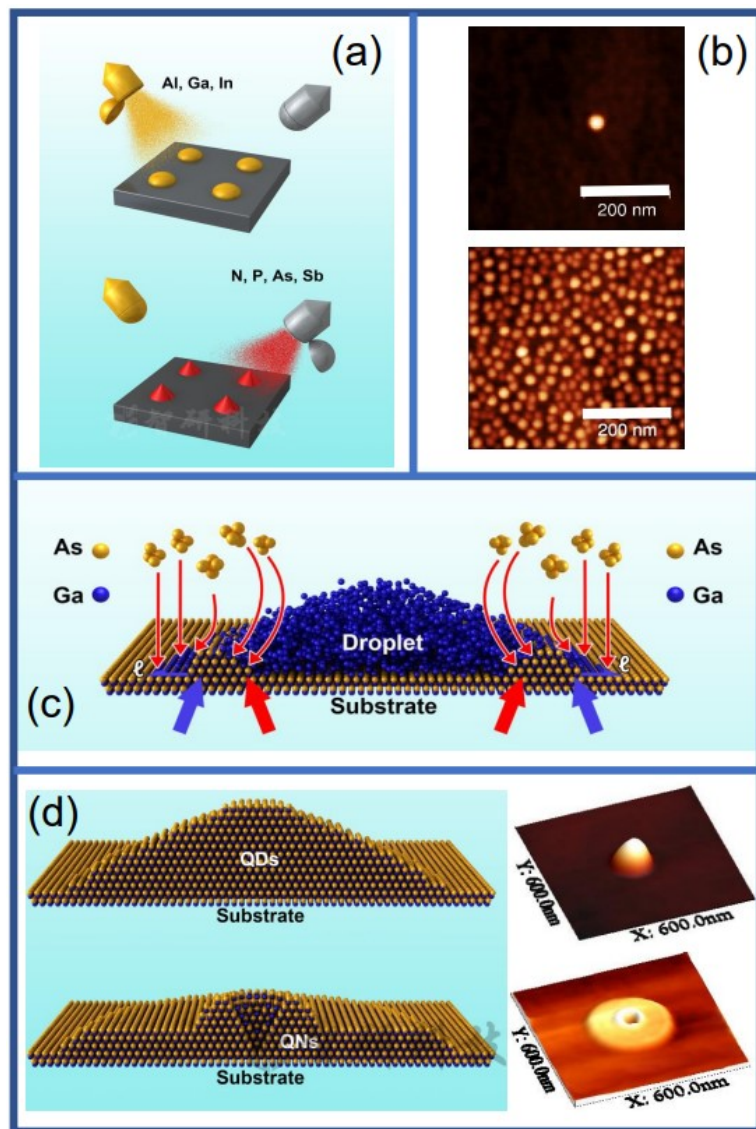 (a)
Al, Ga, In
N, P, As, Sb
(b)
200 nm
200 nm
As
Ga
As
Ga
Droplet
ℓ
ℓ
Substrate
(c)
(d)
QDs
Substrate
QNs
Substrate
Y: 600.0nm
X: 600.0nm
Y: 600.0nm
X: 600.0nm